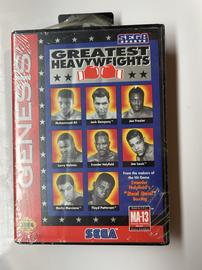 GENESIS
SEGA
SPORTS
GREATEST
HEAVYWEIGHTS
Muhammad Ali
Jack Dempsey
Joe Frazier
Larry Holmes
Evander Holyfield
Joe Louis
Rocky Marciano
Floyd Patterson
From the makers of
the Hit Game
Evander
Holyfield's
"Real Deal"
Boxing
MA-13
SEGA